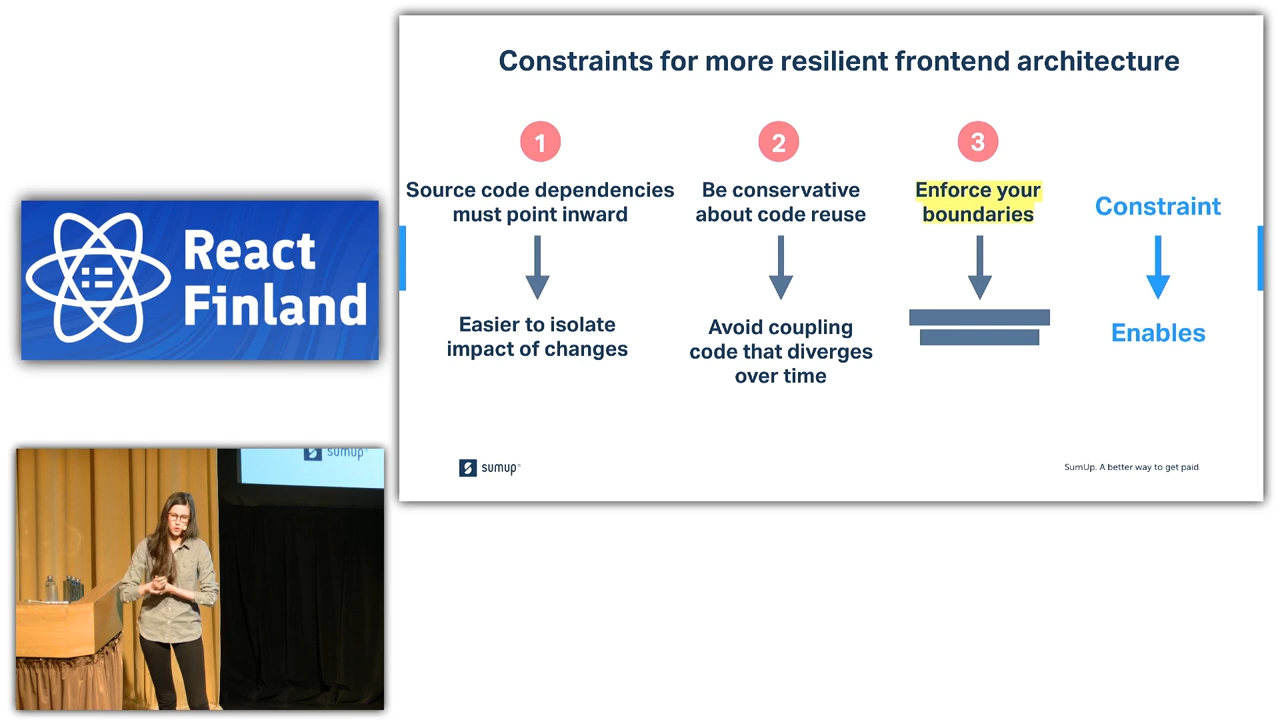 Constraints for more resilient frontend architecture
1
Source code dependencies
must point inward
Easier to isolate
impact of changes
2
Be conservative
about code reuse
Avoid coupling
code that diverges
over time
3
Enforce your
boundaries
Constraint
Enables
sumup®
SumUp. A better way to get paid
React
Finland
sumup®